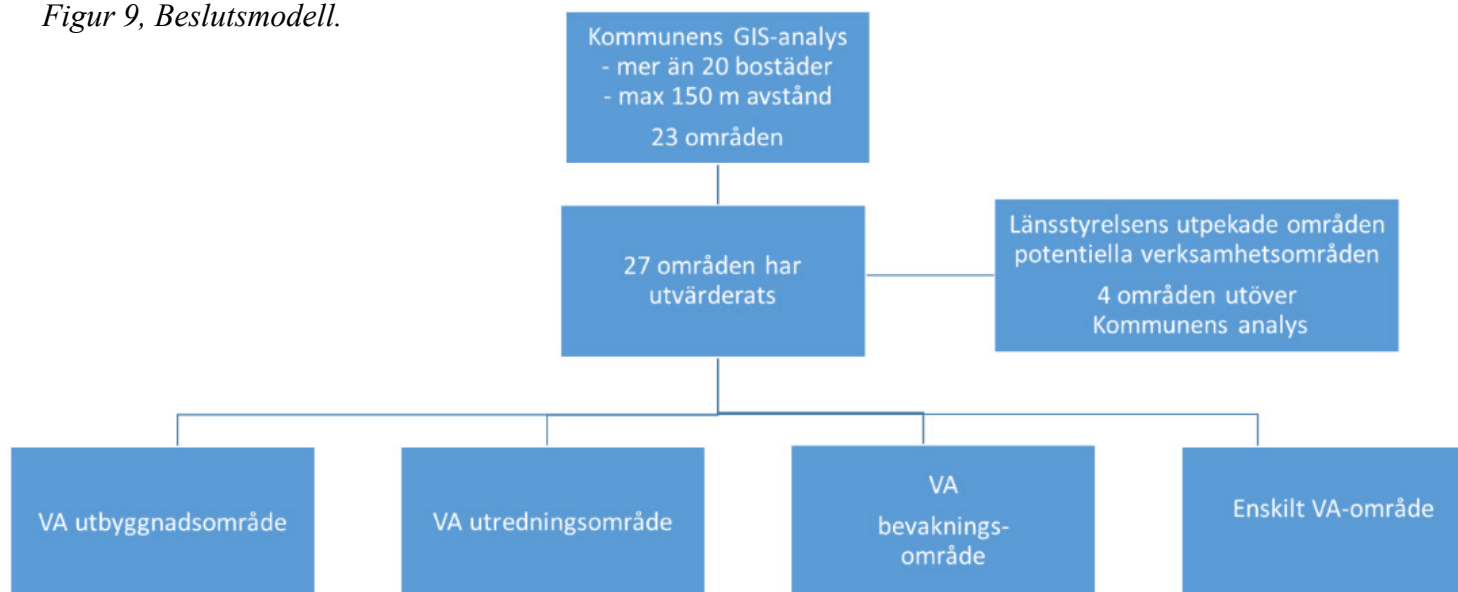 Figur 9, Beslutsmodell.
Kommunens GIS-analys
- mer än 20 bostäder
- max 150 m avstånd
23 områden
27 områden har
utvärderats
Länsstyrelsens utpekade områden
potentiella verksamhetsområden
4 områden utöver
Kommunens analys
VA utbyggnadsområde
VA utredningsområde
VA
bevaknings-
område
Enskilt VA-område